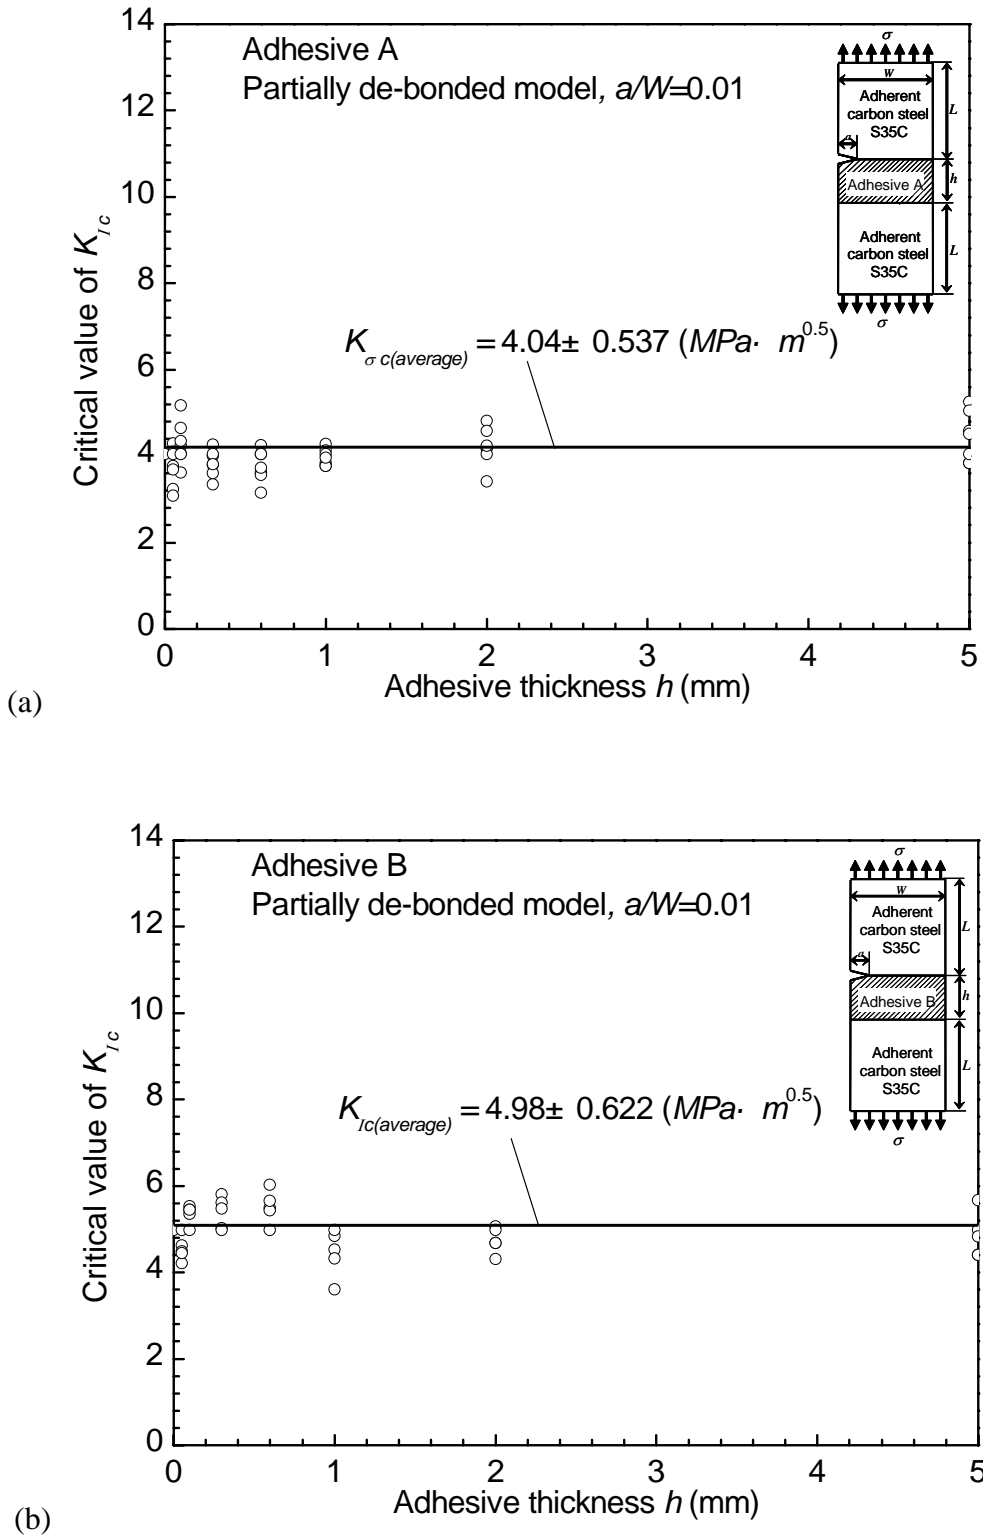 (a)
14
12
10
8
6
4
2
0
Critical value of K_Ic
Adhesive A
Partially de-bonded model, a/W=0.01
K_σ c(average) = 4.04± 0.537 (MPa· m^0.5)
σ
W
Adherent
carbon steel
S35C
L
a
Adhesive A
h
Adherent
carbon steel
S35C
L
σ
0 1 2 3 4 5
Adhesive thickness h (mm)
(b)
14
12
10
8
6
4
2
0
Critical value of K_Ic
Adhesive B
Partially de-bonded model, a/W=0.01
K_Ic(average) = 4.98± 0.622 (MPa· m^0.5)
σ
W
Adherent
carbon steel
S35C
L
a
Adhesive B
h
Adherent
carbon steel
S35C
L
σ
0 1 2 3 4 5
Adhesive thickness h (mm)